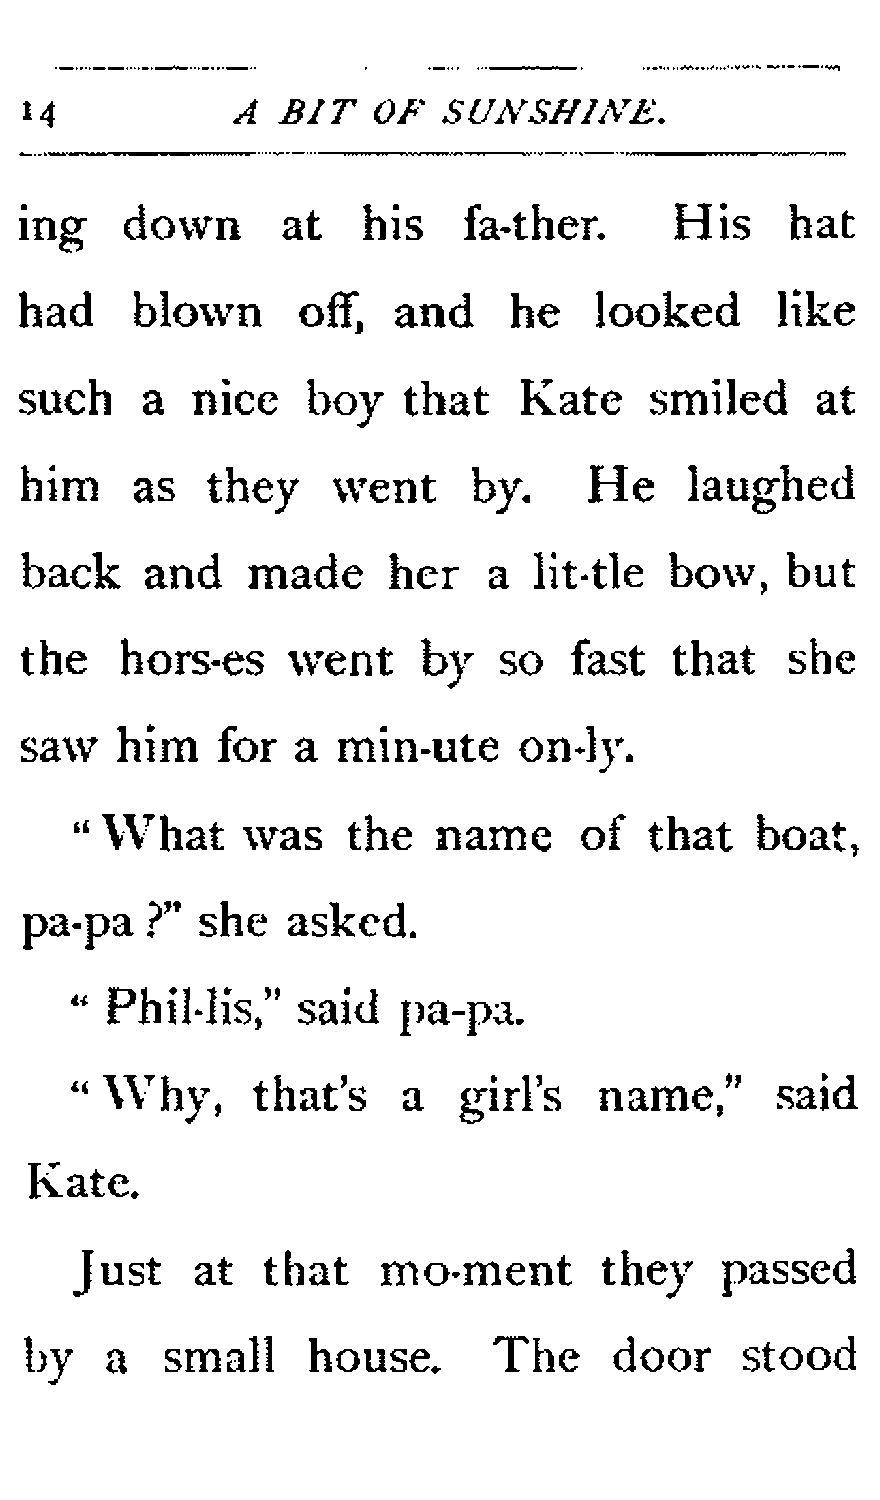 14 A BIT OF SUNSHINE.
ing down at his fa-ther. His hat
had blown off, and he looked like
such a nice boy that Kate smiled at
him as they went by. He laughed
back and made her a lit-tle bow, but
the hors-es went by so fast that she
saw him for a min-ute on-ly.
“What was the name of that boat,
pa-pa?” she asked.
“Phil-lis,” said pa-pa.
“Why, that's a girl's name,” said
Kate.
Just at that mo-ment they passed
by a small house. The door stood